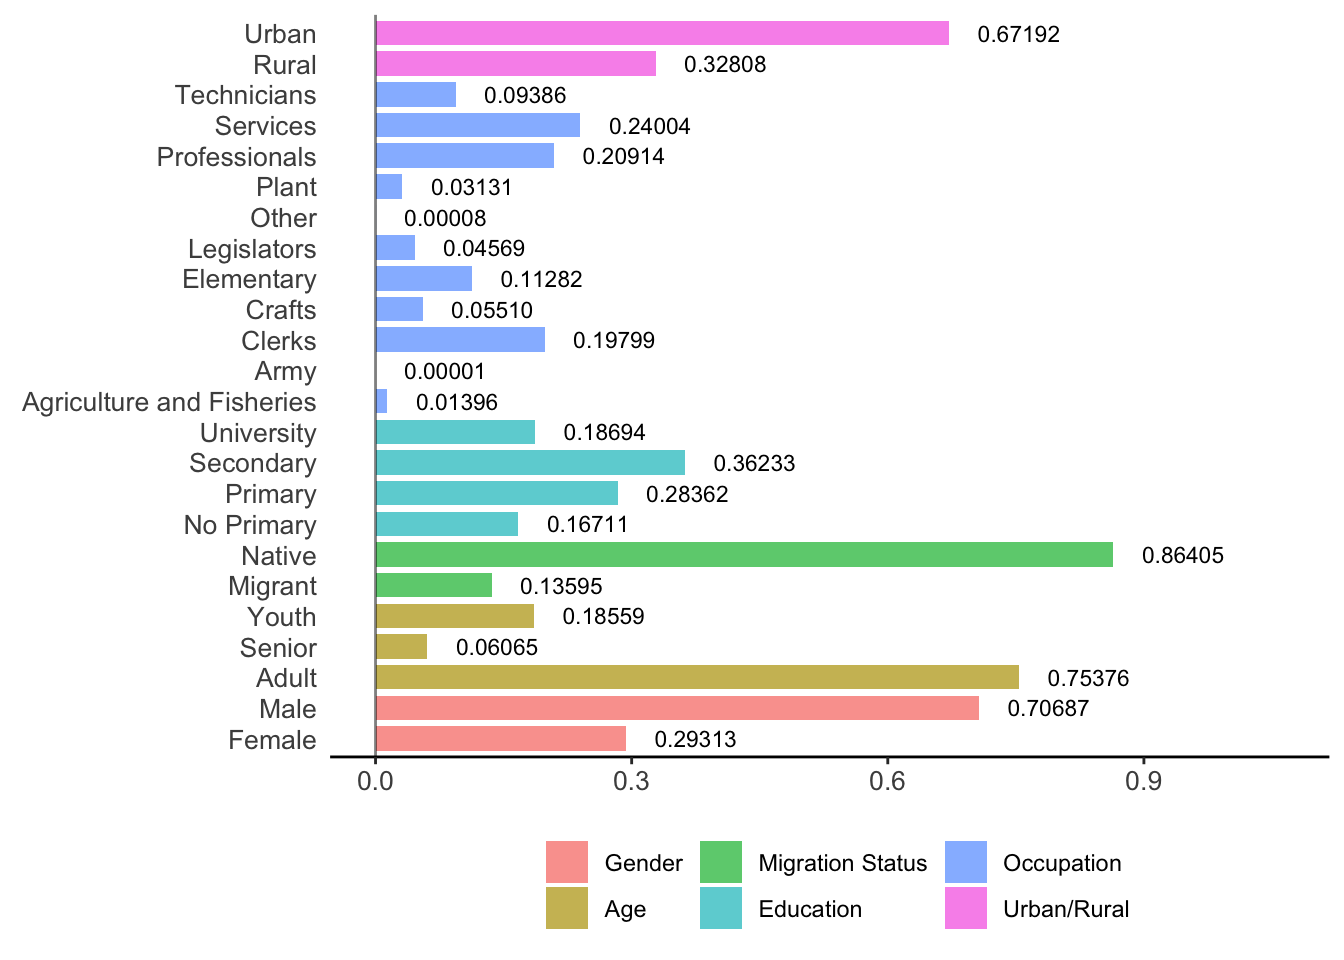 Urban 0.67192
Rural 0.32808
Technicians 0.09386
Services 0.24004
Professionals 0.20914
Plant 0.03131
Other 0.00008
Legislators 0.04569
Elementary 0.11282
Crafts 0.05510
Clerks 0.19799
Army 0.00001
Agriculture and Fisheries 0.01396
University 0.18694
Secondary 0.36233
Primary 0.28362
No Primary 0.16711
Native 0.86405
Migrant 0.13595
Youth 0.18559
Senior 0.06065
Adult 0.75376
Male 0.70687
Female 0.29313
0.0 0.3 0.6 0.9
Gender Migration Status Occupation
Age Education Urban/Rural